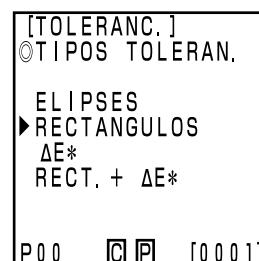 [TOLERANC.]
◎TIPOS TOLERAN.
ELIPSES
▶RECTANGULOS
ΔE*
RECT. + ΔE*
P00 C P [0001]